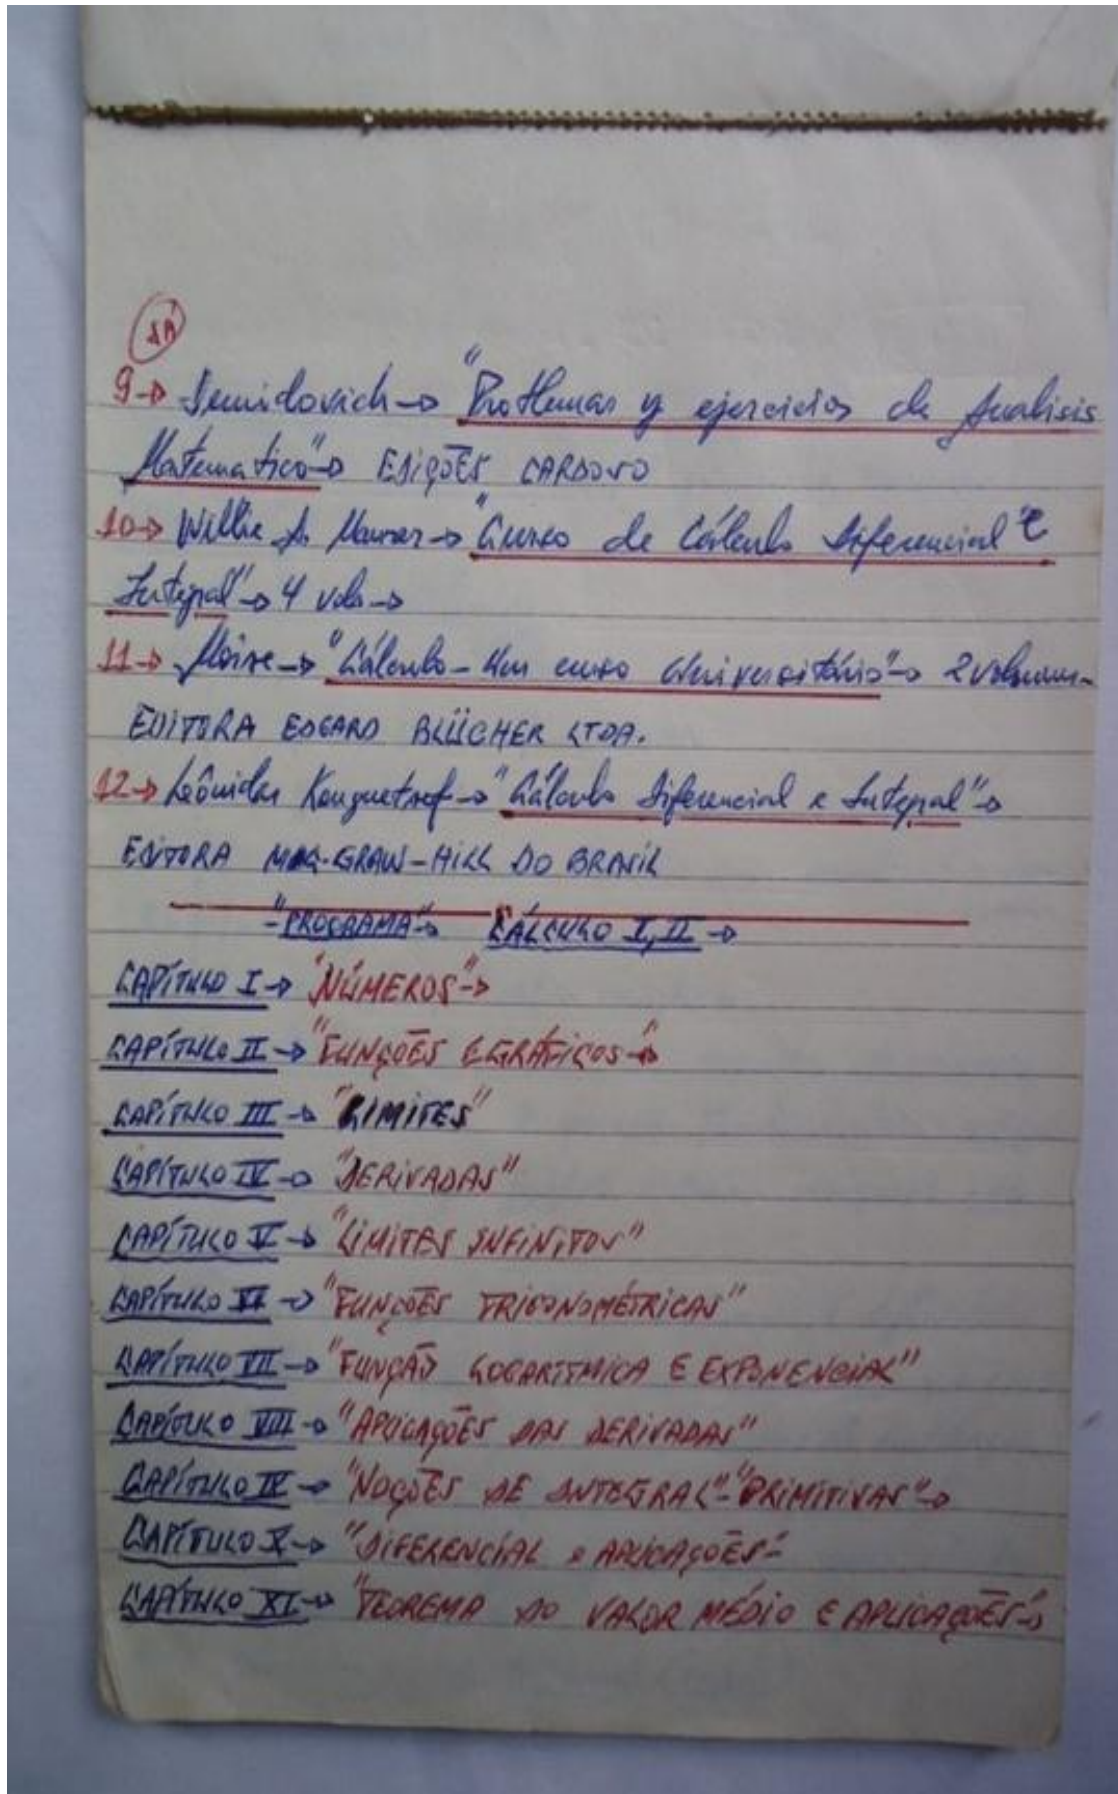 1A
9→ Demidovich→ "Problemas y ejercicios de Analisis
Matematico"→ EDIÇÕES CARDOSO
10→ Willie A. Maurer→ "Curso de Cálculo Diferencial e
Integral"→ 4 vols→
11→ Moise→ "Cálculo-Um curso Universitário"→ 2 volumes-
EDITORA EDGARD BLÜCHER LTDA.
12→ Leônidas Konguetsof→ "Cálculo Diferencial e Integral"→
EDITORA MAC-GRAW-HILL DO BRASIL
-"PROGRAMA"→ "CÁLCULO I, II→
CAPÍTULO I→ "NÚMEROS"→
CAPÍTULO II→ "FUNÇÕES E GRÁFICOS→"
CAPÍTULO III→ "LIMITES"
CAPÍTULO IV→ "DERIVADAS"
CAPÍTULO V→ "LIMITES INFINITOS"
CAPÍTULO VI→ "FUNÇÕES TRIGONOMÉTRICAS"
CAPÍTULO VII→ "FUNÇÃO LOGARITMICA E EXPONENCIAL"
CAPÍTULO VIII→ "APLICAÇÕES DAS DERIVADAS"
CAPÍTULO IX→ "NOÇÕES DE INTEGRAL"-"PRIMITIVAS"→
CAPÍTULO X→ "DIFERENCIAL e APLICAÇÕES-"
CAPÍTULO XI→ "TEOREMA DO VALOR MÉDIO E APLICAÇÕES"→